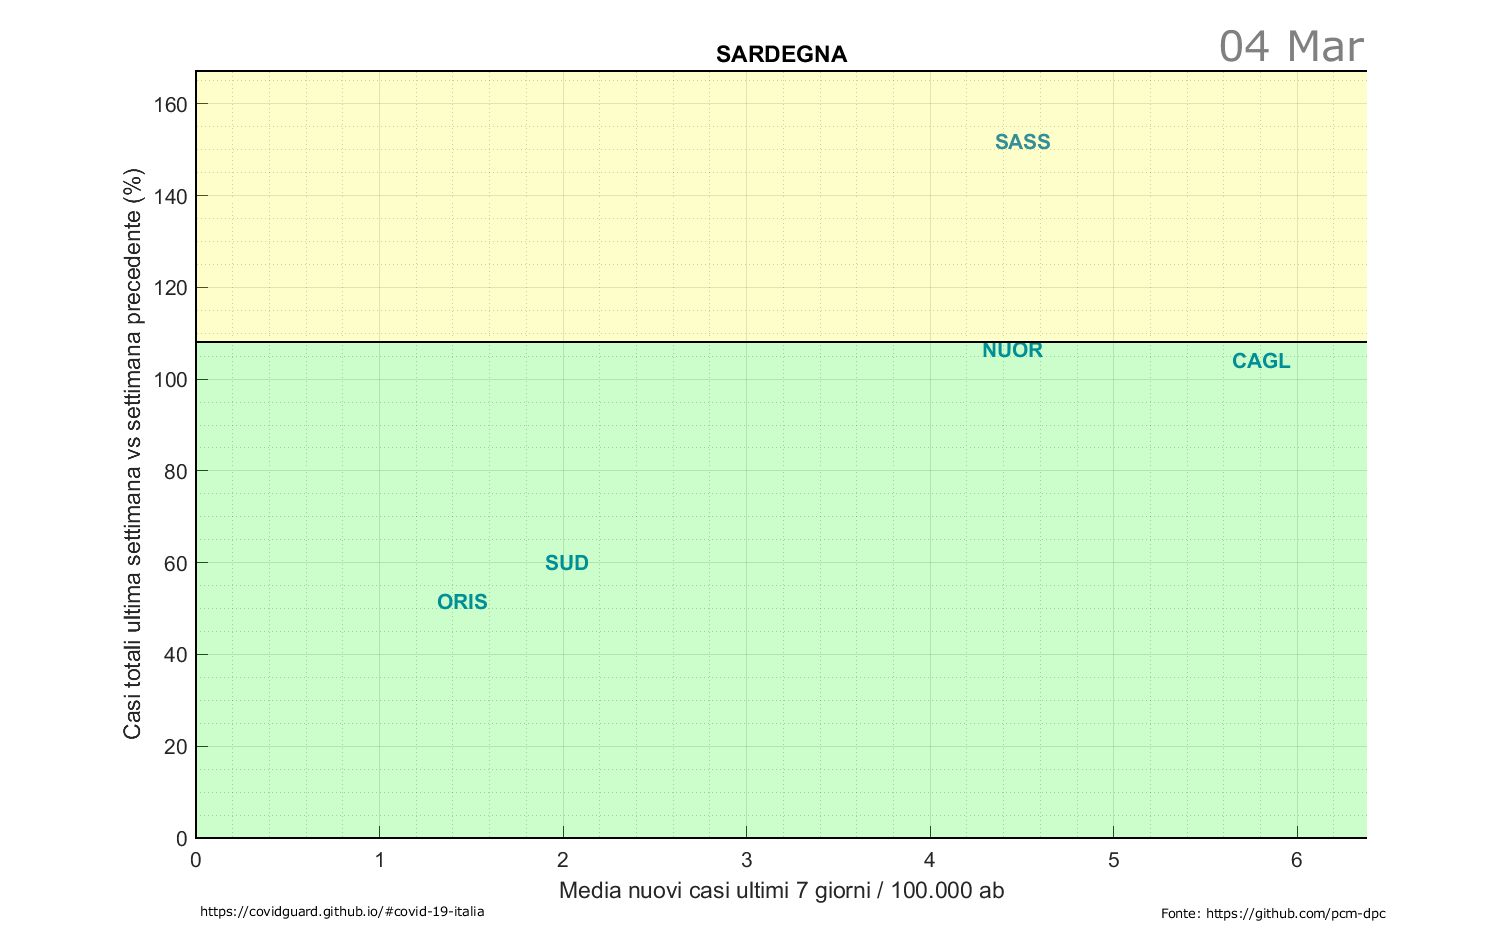 04 Mar
SARDEGNA
Casi totali ultima settimana vs settimana precedente (%)
160
140
120
100
80
60
40
20
0
SASS
NUOR
CAGL
SUD
ORIS
0 1 2 3 4 5 6
Media nuovi casi ultimi 7 giorni / 100.000 ab
https://covidguard.github.io/#covid-19-italia
Fonte: https://github.com/pcm-dpc